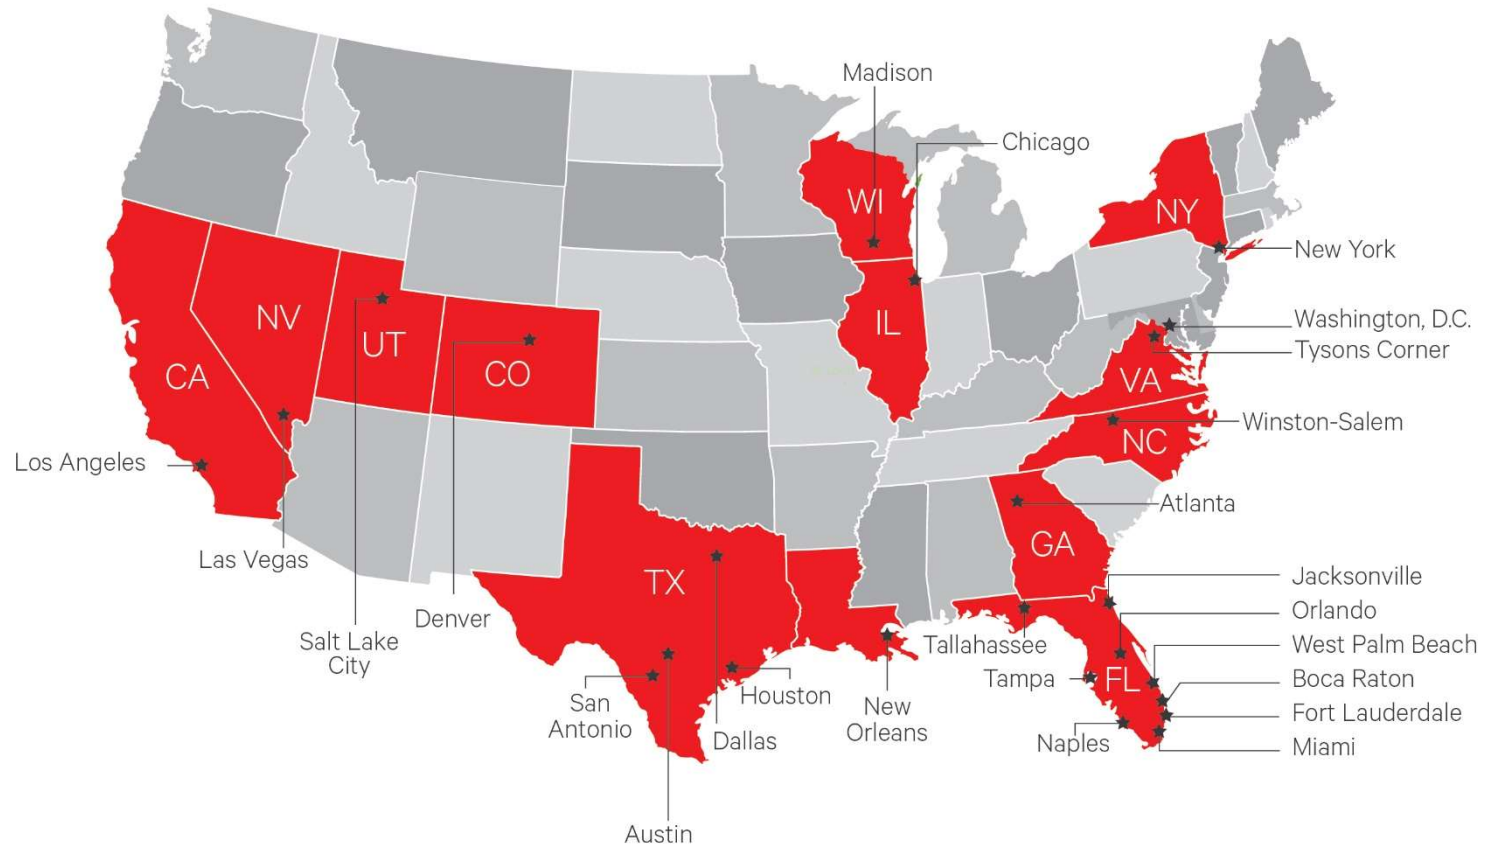 Madison
Chicago
WI
NY
New York
NV
UT
CO
CA
IL
Washington, D.C.
Tysons Corner
VA
NC
Winston-Salem
Los Angeles
Las Vegas
Atlanta
GA
TX
Denver
Salt Lake
City
Jacksonville
Orlando
West Palm Beach
Boca Raton
Fort Lauderdale
Miami
Tallahassee
Tampa
FL
Naples
San
Antonio
Houston
Dallas
New
Orleans
Austin